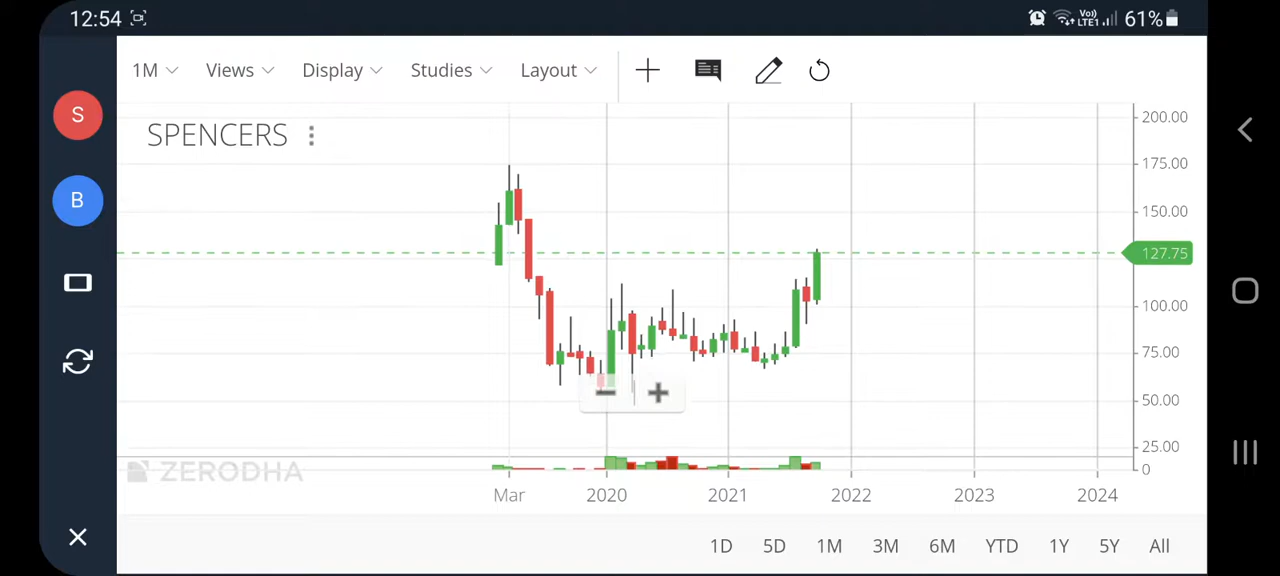 12:54 Vo) LTE1 61%
1M Views Display Studies Layout
S
SPENCERS
B
200.00
175.00
150.00
127.75
100.00
75.00
50.00
25.00
0
ZERODHA
Mar 2020 2021 2022 2023 2024
1D 5D 1M 3M 6M YTD 1Y 5Y All